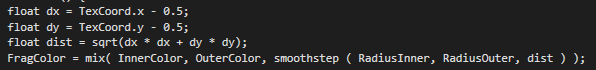 float dx = TexCoord.x - 0.5;
float dy = TexCoord.y - 0.5;
float dist = sqrt(dx * dx + dy * dy);
FragColor = mix( InnerColor, OuterColor, smoothstep ( RadiusInner, RadiusOuter, dist ) );